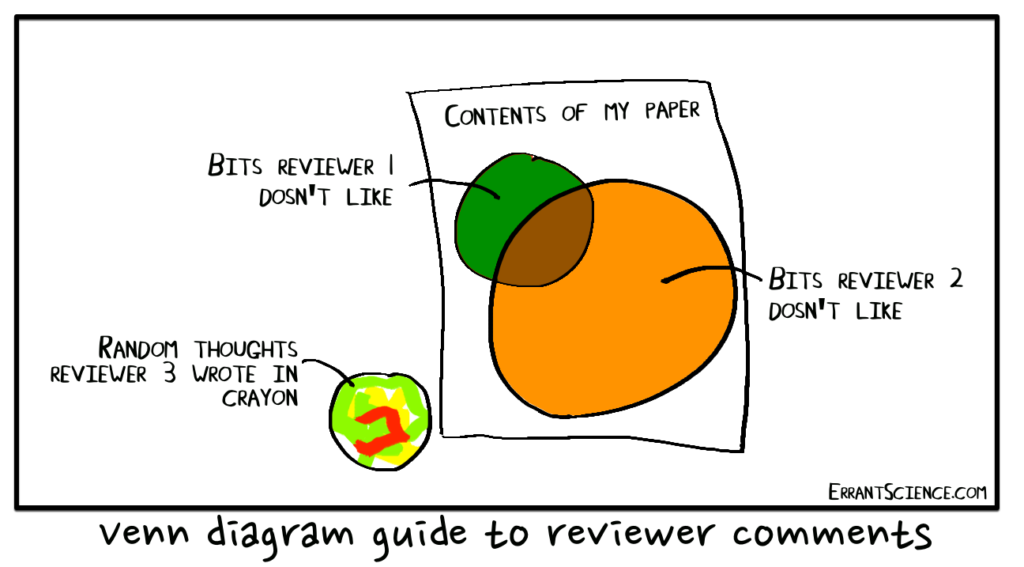 Contents of my paper
Bits reviewer 1
dosn't like
Bits reviewer 2
dosn't like
Random thoughts
reviewer 3 wrote in
crayon
ErrantScience.com
venn diagram guide to reviewer comments